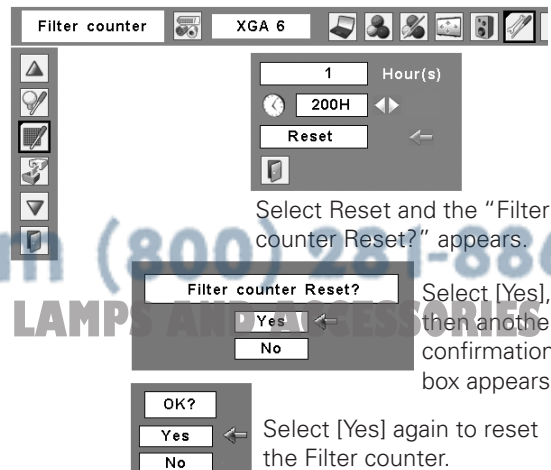 Filter counter
XGA 6
1 Hour(s)
200H
Reset
Select Reset and the “Filter
counter Reset?” appears.
m (800) 281-886
LAMPS AND ACCESSORIES
Filter counter Reset?
Yes
No
Select [Yes],
then another
confirmation
box appears
OK?
Yes
No
Select [Yes] again to reset
the Filter counter.